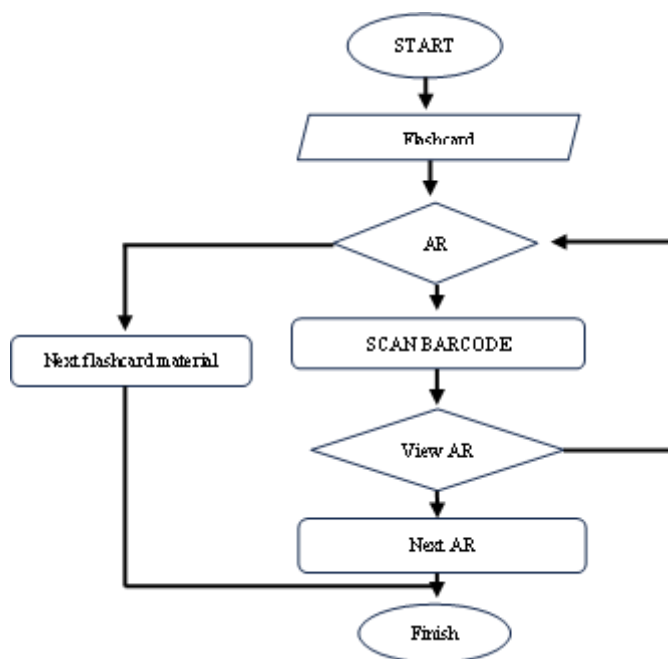 START
Flashcard
AR
Next flashcard material
SCAN BARCODE
View AR
Next AR
Finish